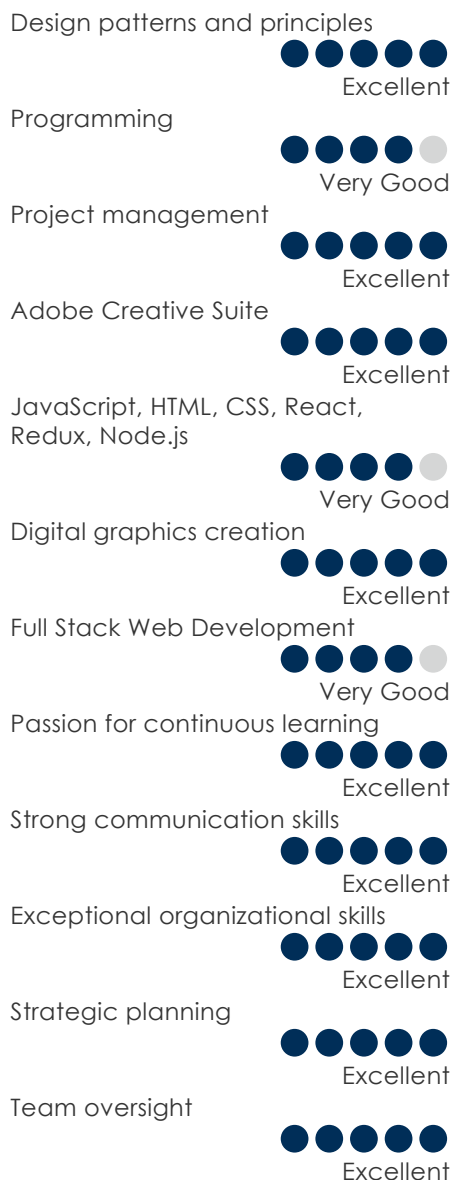 Design patterns and principles
Excellent
Programming
Very Good
Project management
Excellent
Adobe Creative Suite
Excellent
JavaScript, HTML, CSS, React,
Redux, Node.js
Very Good
Digital graphics creation
Excellent
Full Stack Web Development
Very Good
Passion for continuous learning
Excellent
Strong communication skills
Excellent
Exceptional organizational skills
Excellent
Strategic planning
Excellent
Team oversight
Excellent